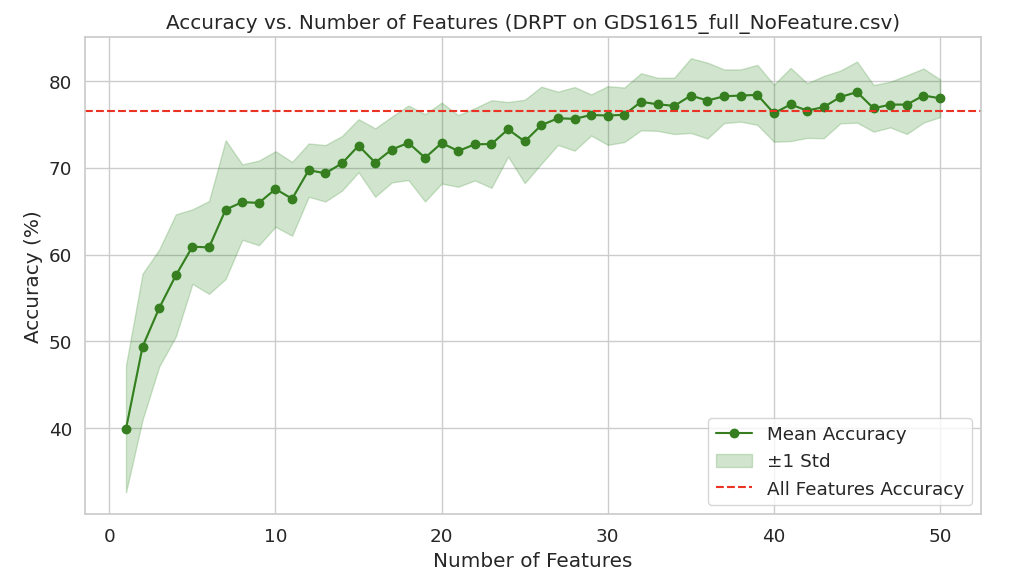 Accuracy vs. Number of Features (DRPT on GDS1615_full_NoFeature.csv)
Accuracy (%)
80
70
60
50
40
0 10 20 30 40 50
Number of Features
Mean Accuracy
±1 Std
All Features Accuracy